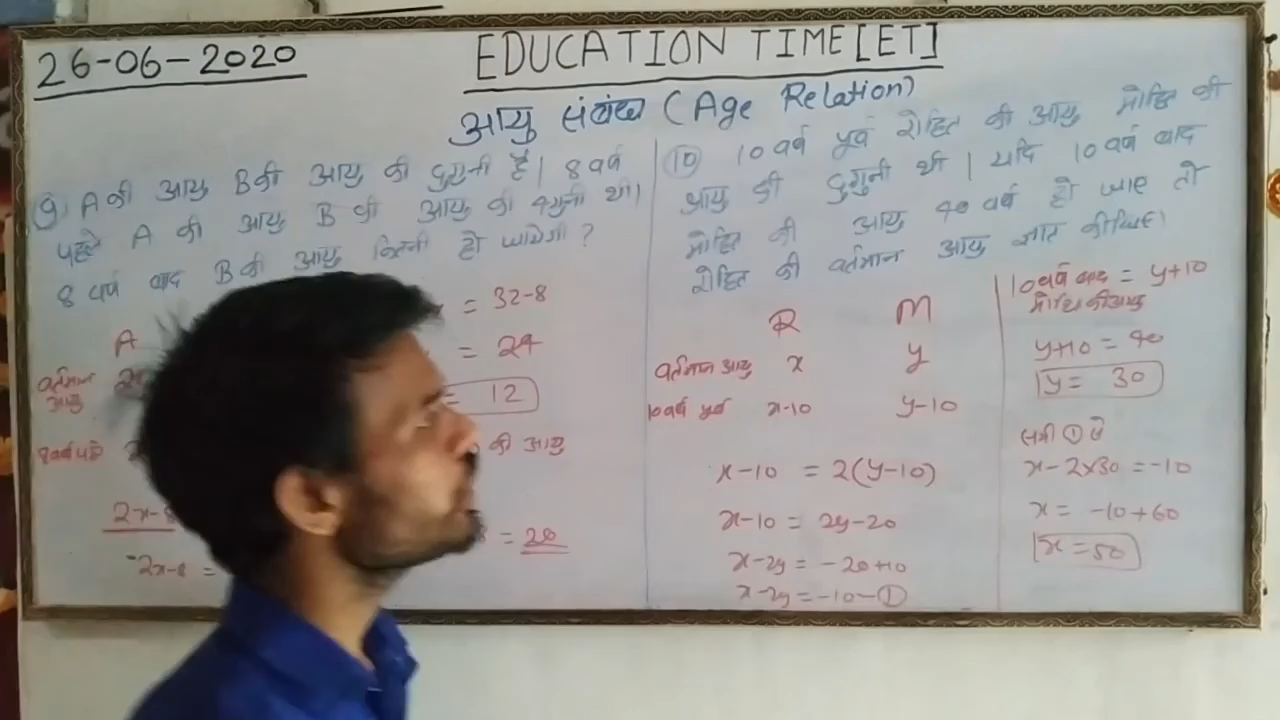 26-06-2020
EDUCATION TIME[ET]
आयु संबंध (Age Relation)
9) A की आयु B की आयु की दुगुनी है। 8 वर्ष
पहले A की आयु B की आयु की 4 गुनी थी।
8 वर्ष बाद B की आयु कितनी हो जायेगी ?
= 32-8
A
= 24
वर्तमान
आयु
= 12
8 वर्ष पहले
की आयु
2x-8
= 20
2x-8 =
10) 10 वर्ष पूर्व रोहित की आयु मोहित की
आयु की दुगुनी थी। यदि 10 वर्ष बाद
मोहित की आयु 40 वर्ष हो जाए तो
रोहित की वर्तमान आयु ज्ञात कीजिए।
R M
वर्तमान आयु x y
10 वर्ष पूर्व x-10 y-10
x-10 = 2(y-10)
x-10 = 2y-20
x-2y = -20+10
x-2y = -10-①
10 वर्ष बाद = y+10
मोहित की आयु
y+10 = 40
y= 30
समी ① से
x-2x30 = -10
x = -10+60
x = 50